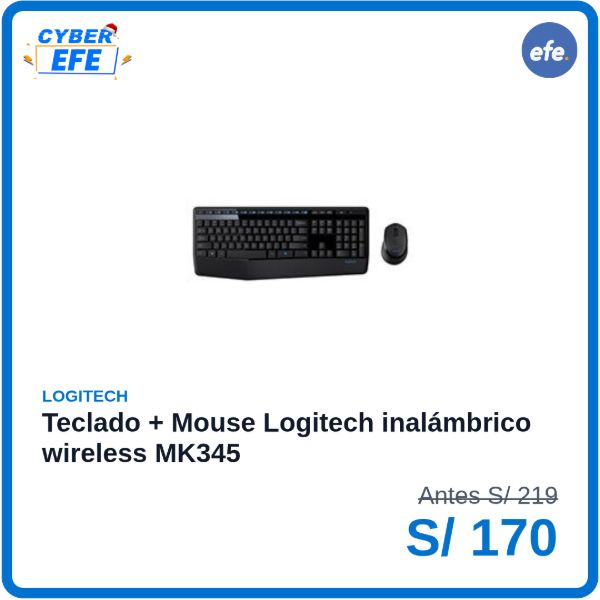 CYBER
EFE
efe.
LOGITECH
Teclado + Mouse Logitech inalámbrico
wireless MK345
Antes S/ 219
S/ 170